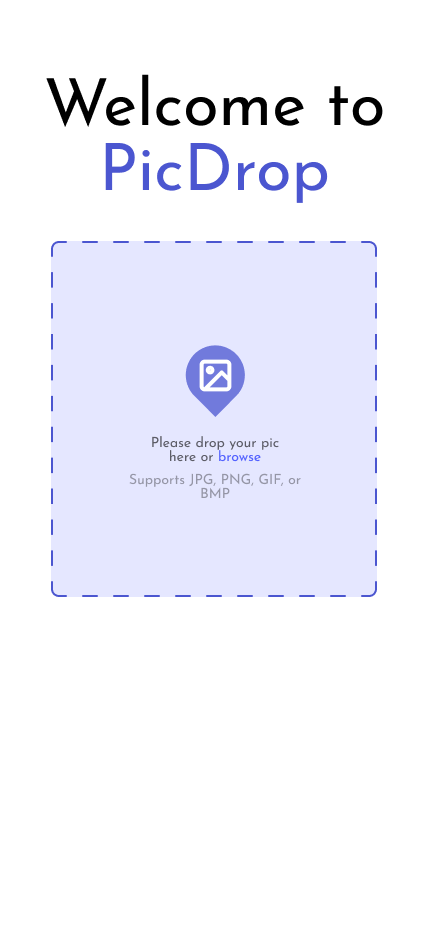 Welcome to
PicDrop
Please drop your pic
here or browse
Supports JPG, PNG, GIF, or
BMP